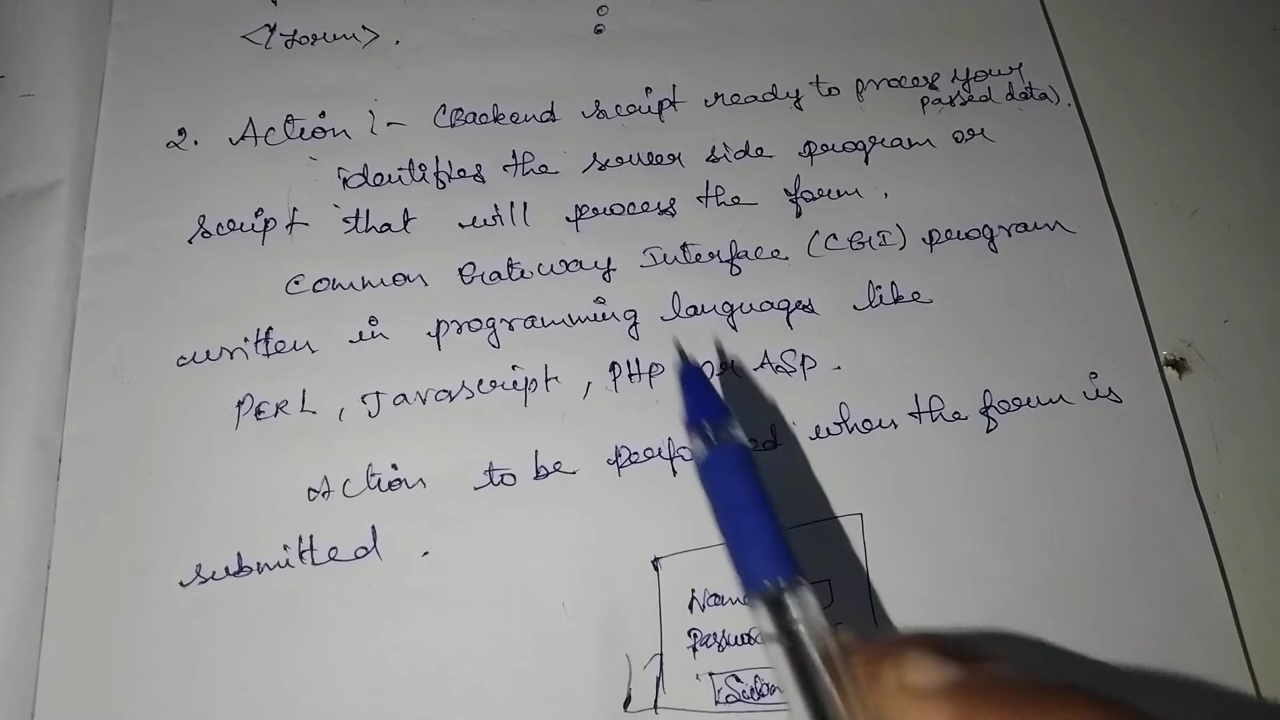 </form>.
2. Action :- (Backend script ready to process your
passed data).
identifies the server side program or
script that will process the form.
Common Gateway Interface (CGI) program
written in programming languages like
PERL, Javascript, PHP or ASP.
Action to be performed when the form is
submitted.
Name